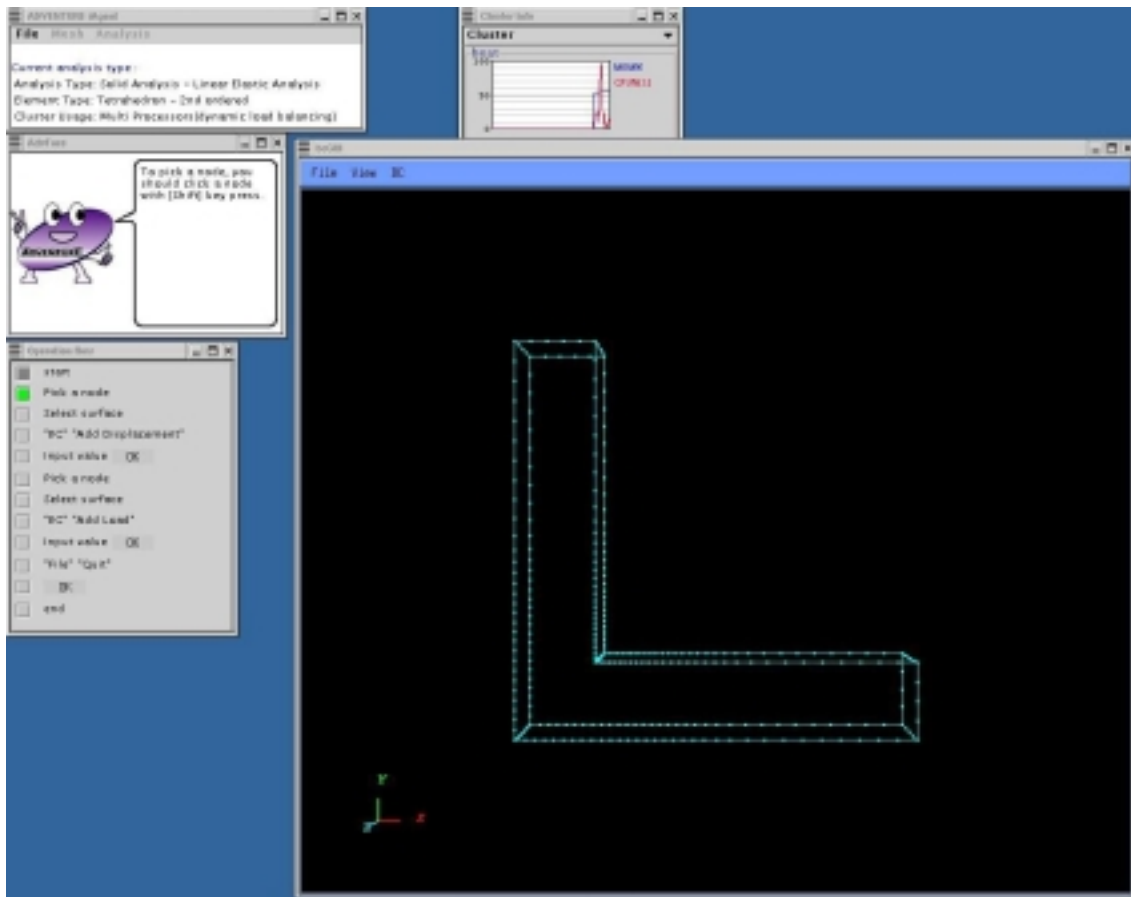 ADVENTURE
File Mesh Analysis
Current analysis type:
Analysis Type: Solid Analysis - Linear Elastic Analysis
Element Type: Tetrahedron - 2nd ordered
Cluster Usage: Multi Processors(dynamic load balancing)
Cluster Info
Cluster
100
50
0
To pick a node, you
should click a node
with [Shift] key press.
ADVENTURE
start
Pick a node
Select surface
"BC" "Add Displacement"
Input value OK
Pick a node
Select surface
"BC" "Add Load"
Input value OK
"File" "Quit"
OK
end
File View BC
Y
X
Z